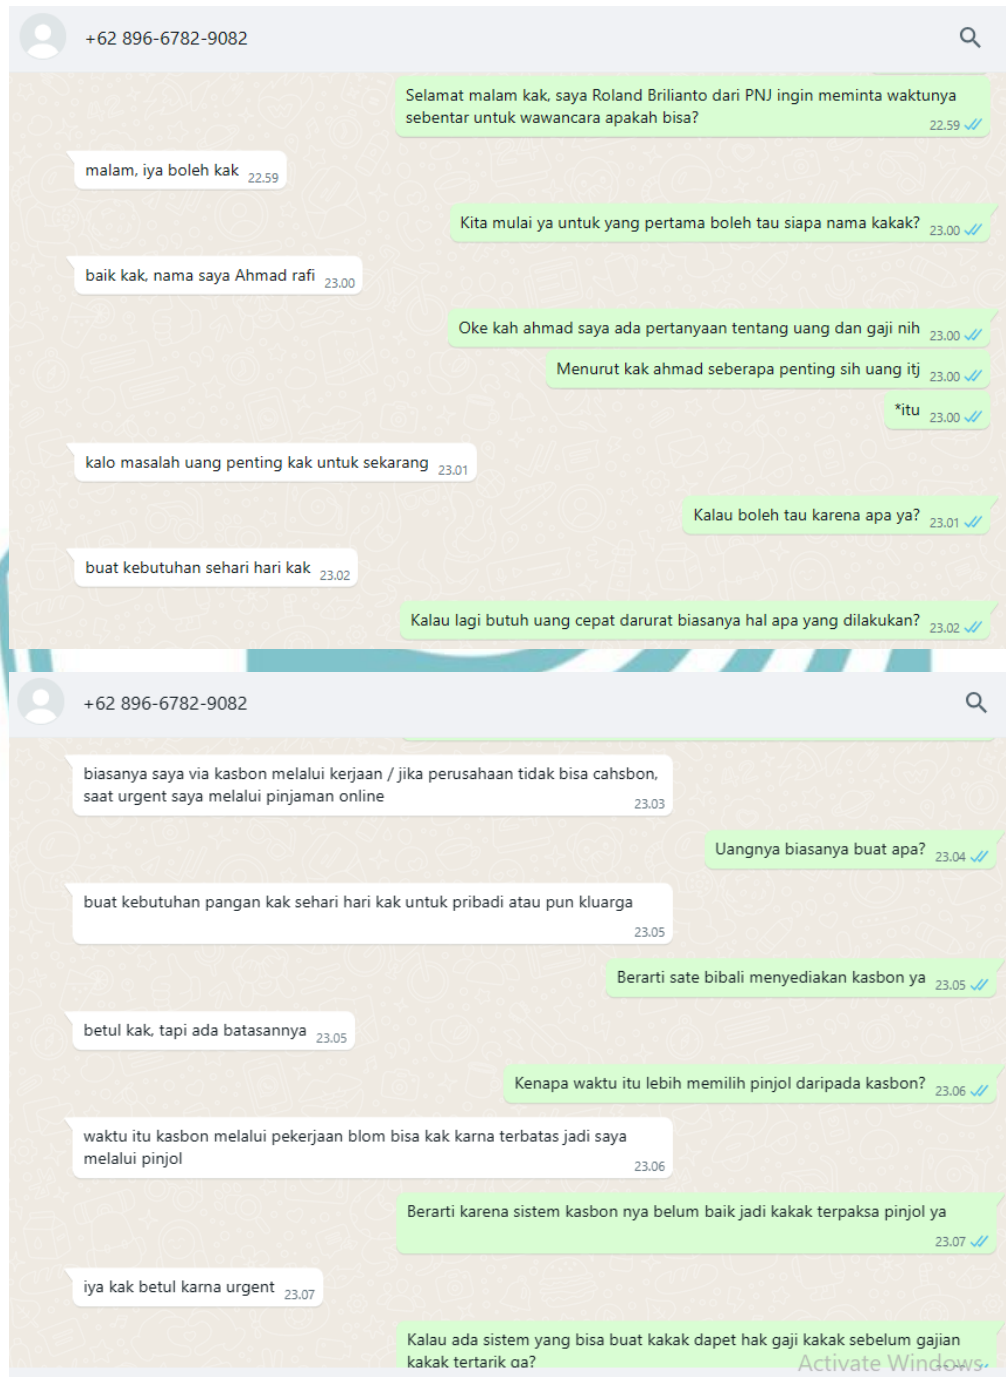 +62 896-6782-9082
Selamat malam kak, saya Roland Brilianto dari PNJ ingin meminta waktunya
sebentar untuk wawancara apakah bisa?
22.59
malam, iya boleh kak 22.59
Kita mulai ya untuk yang pertama boleh tau siapa nama kakak? 23.00
baik kak, nama saya Ahmad rafi 23.00
Oke kah ahmad saya ada pertanyaan tentang uang dan gaji nih 23.00
Menurut kak ahmad seberapa penting sih uang itj 23.00
*itu 23.00
kalo masalah uang penting kak untuk sekarang 23.01
Kalau boleh tau karena apa ya? 23.01
buat kebutuhan sehari hari kak 23.02
Kalau lagi butuh uang cepat darurat biasanya hal apa yang dilakukan? 23.02
+62 896-6782-9082
biasanya saya via kasbon melalui kerjaan / jika perusahaan tidak bisa cahsbon,
saat urgent saya melalui pinjaman online
23.03
Uangnya biasanya buat apa? 23.04
buat kebutuhan pangan kak sehari hari kak untuk pribadi atau pun kluarga
23.05
Berarti sate bibali menyediakan kasbon ya 23.05
betul kak, tapi ada batasannya 23.05
Kenapa waktu itu lebih memilih pinjol daripada kasbon? 23.06
waktu itu kasbon melalui pekerjaan blom bisa kak karna terbatas jadi saya
melalui pinjol
23.06
Berarti karena sistem kasbon nya belum baik jadi kakak terpaksa pinjol ya
23.07
iya kak betul karna urgent 23.07
Kalau ada sistem yang bisa buat kakak dapet hak gaji kakak sebelum gajian
kakak tertarik ga?
Activate Windows